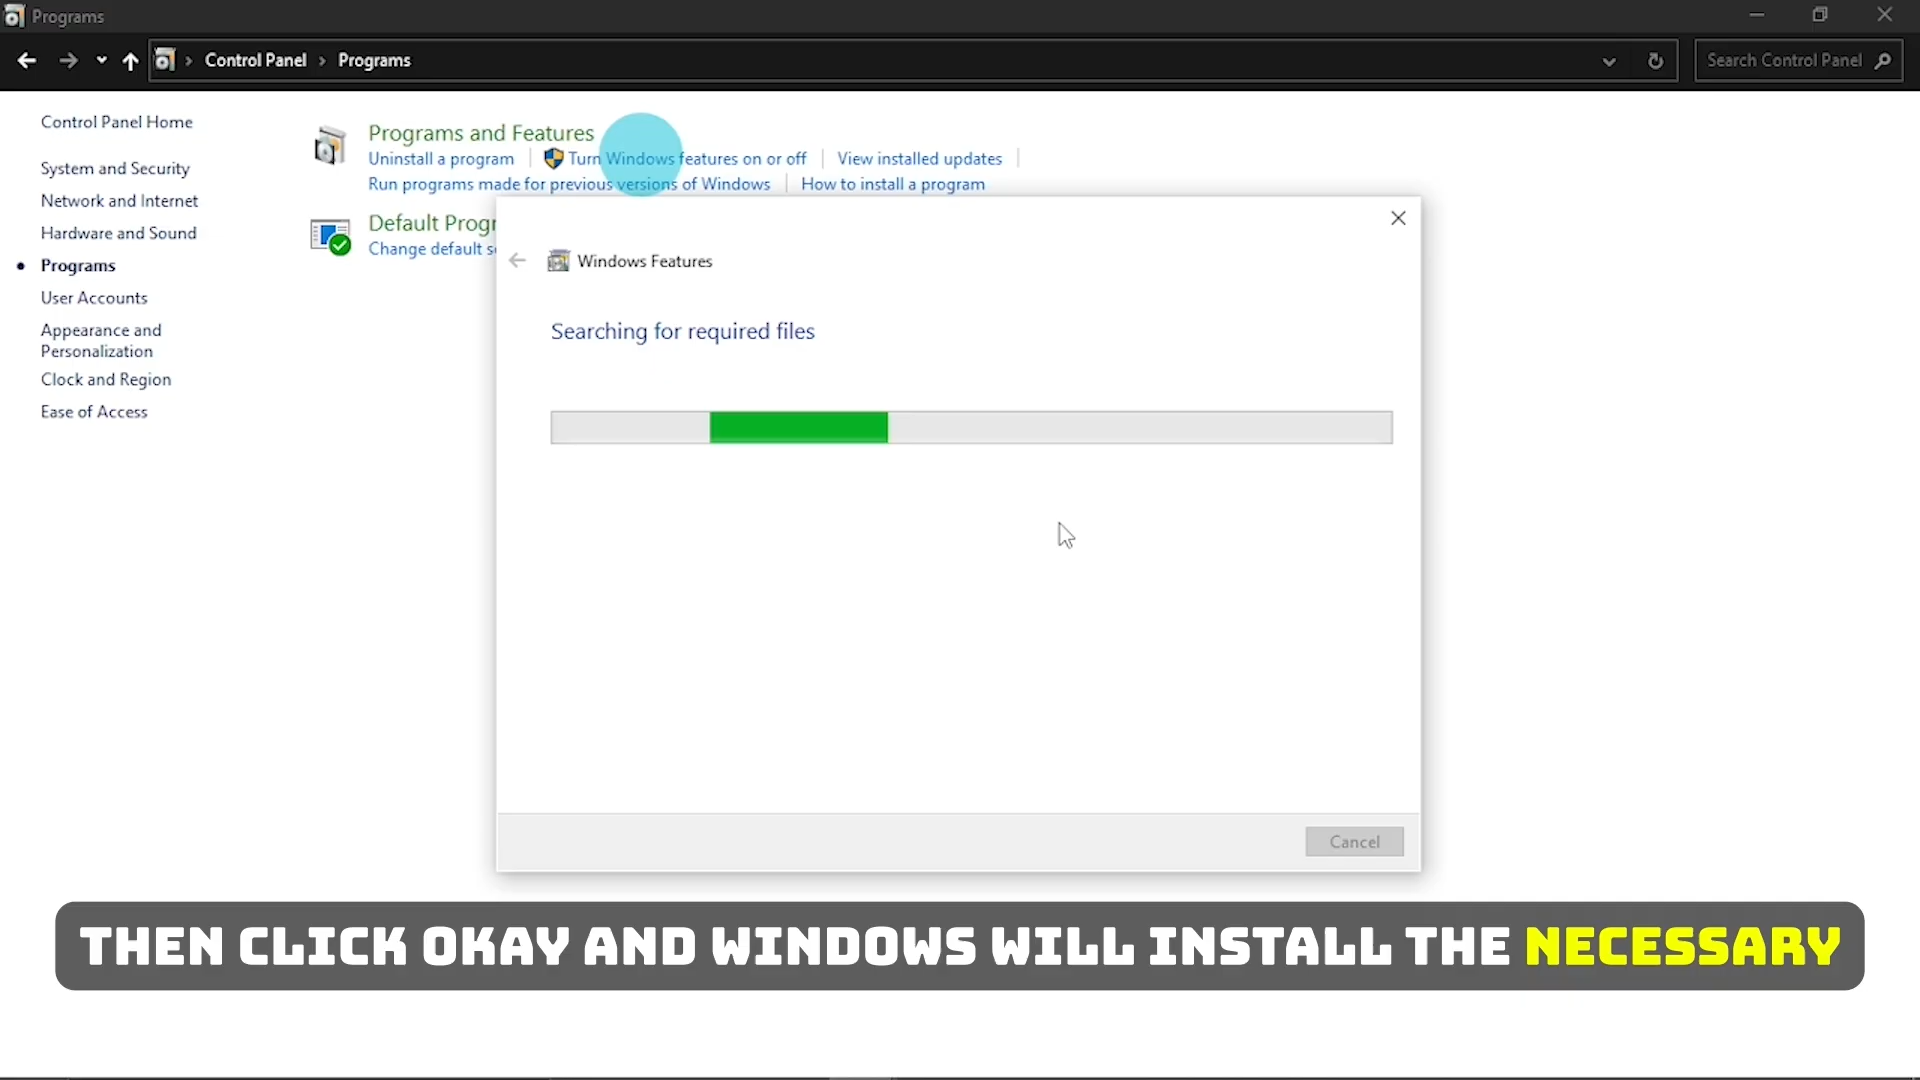 Programs
Control Panel > Programs
Search Control Panel
Control Panel Home
System and Security
Network and Internet
Hardware and Sound
Programs
User Accounts
Appearance and
Personalization
Clock and Region
Ease of Access
Programs and Features
Uninstall a program
Turn Windows features on or off
View installed updates
Run programs made for previous versions of Windows
How to install a program
Default Progr
Change default s
Windows Features
Searching for required files
Cancel
THEN CLICK OKAY AND WINDOWS WILL INSTALL THE NECESSARY